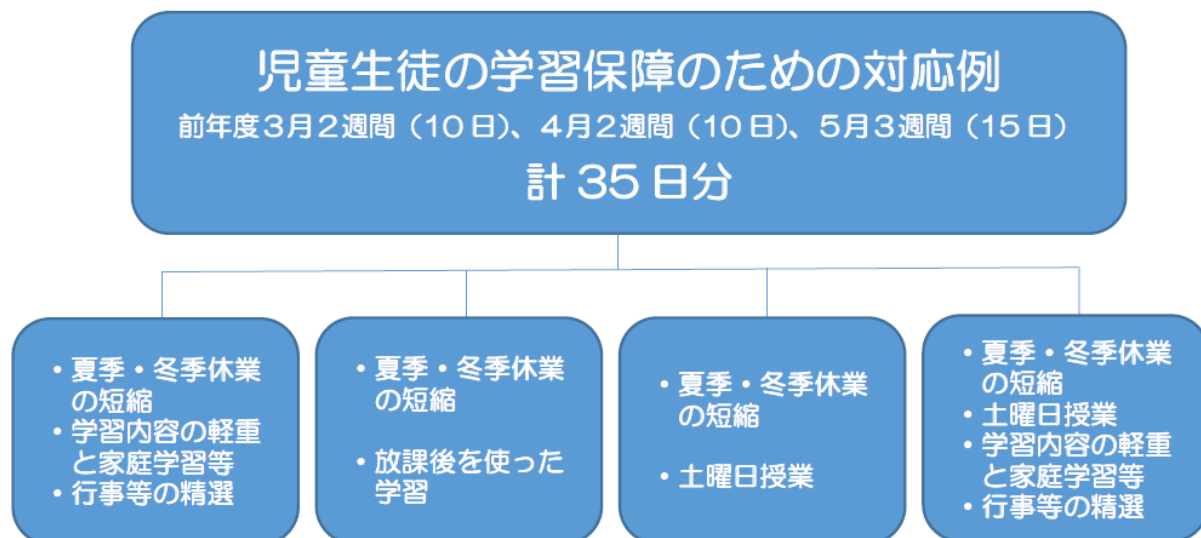 児童生徒の学習保障のための対応例
前年度3月2週間（10日）、4月2週間（10日）、5月3週間（15日）
計35日分
・夏季・冬季休業
の短縮
・学習内容の軽重
と家庭学習等
・行事等の精選
・夏季・冬季休業
の短縮
・放課後を使った
学習
・夏季・冬季休業
の短縮
・土曜日授業
・夏季・冬季休業
の短縮
・土曜日授業
・学習内容の軽重
と家庭学習等
・行事等の精選